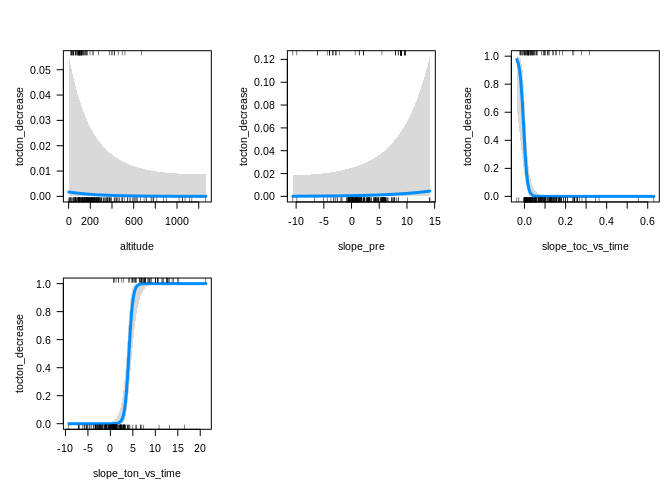 tocton_decrease
0.05
0.04
0.03
0.02
0.01
0.00
0 200 600 1000
altitude
tocton_decrease
0.12
0.10
0.08
0.06
0.04
0.02
0.00
-10 -5 0 5 10 15
slope_pre
tocton_decrease
1.0
0.8
0.6
0.4
0.2
0.0
0.0 0.2 0.4 0.6
slope_toc_vs_time
tocton_decrease
1.0
0.8
0.6
0.4
0.2
0.0
-10 -5 0 5 10 15 20
slope_ton_vs_time